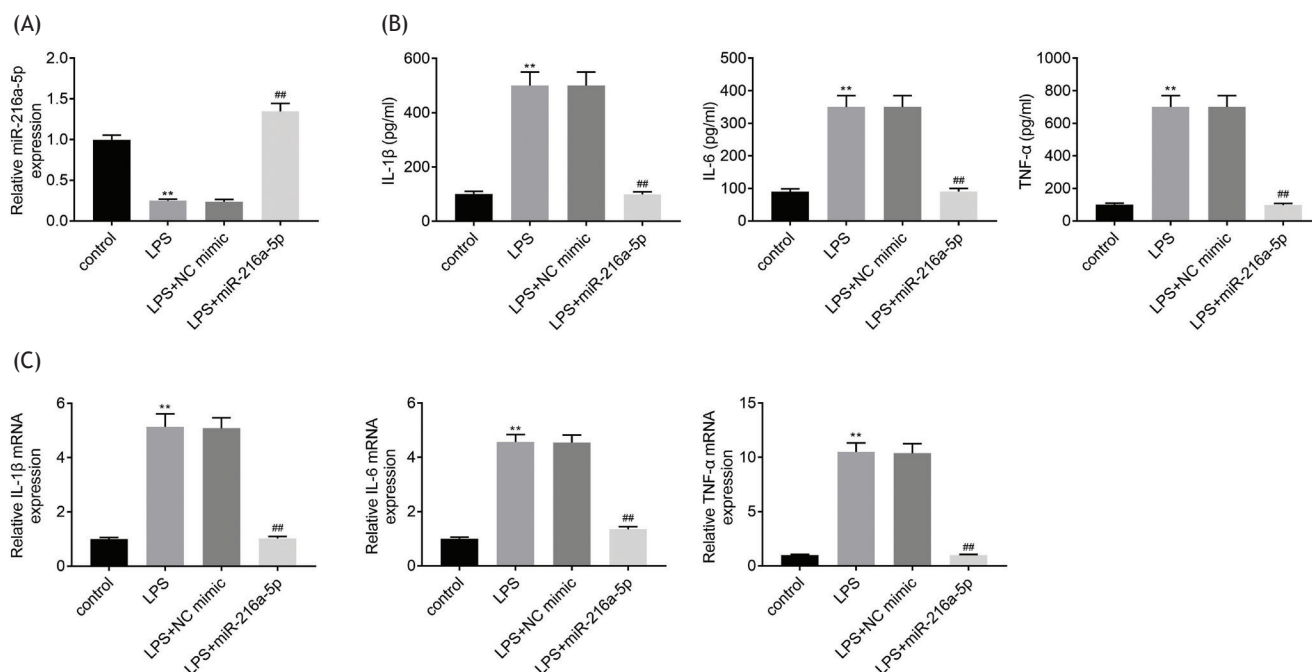 (A)
Relative miR-216a-5p
expression
2.0
1.5
1.0
0.5
0.0
**
##
control
LPS
LPS+NC mimic
LPS+miR-216a-5p
(B)
IL-1β (pg/ml)
600
400
200
0
**
##
control
LPS
LPS+NC mimic
LPS+miR-216a-5p
IL-6 (pg/ml)
500
400
300
200
100
0
**
##
control
LPS
LPS+NC mimic
LPS+miR-216a-5p
TNF-α (pg/ml)
1000
800
600
400
200
0
**
##
control
LPS
LPS+NC mimic
LPS+miR-216a-5p
(C)
Relative IL-1β mRNA
expression
6
4
2
0
**
##
control
LPS
LPS+NC mimic
LPS+miR-216a-5p
Relative IL-6 mRNA
expression
6
4
2
0
**
##
control
LPS
LPS+NC mimic
LPS+miR-216a-5p
Relative TNF-α mRNA
expression
15
10
5
0
**
##
control
LPS
LPS+NC mimic
LPS+miR-216a-5p